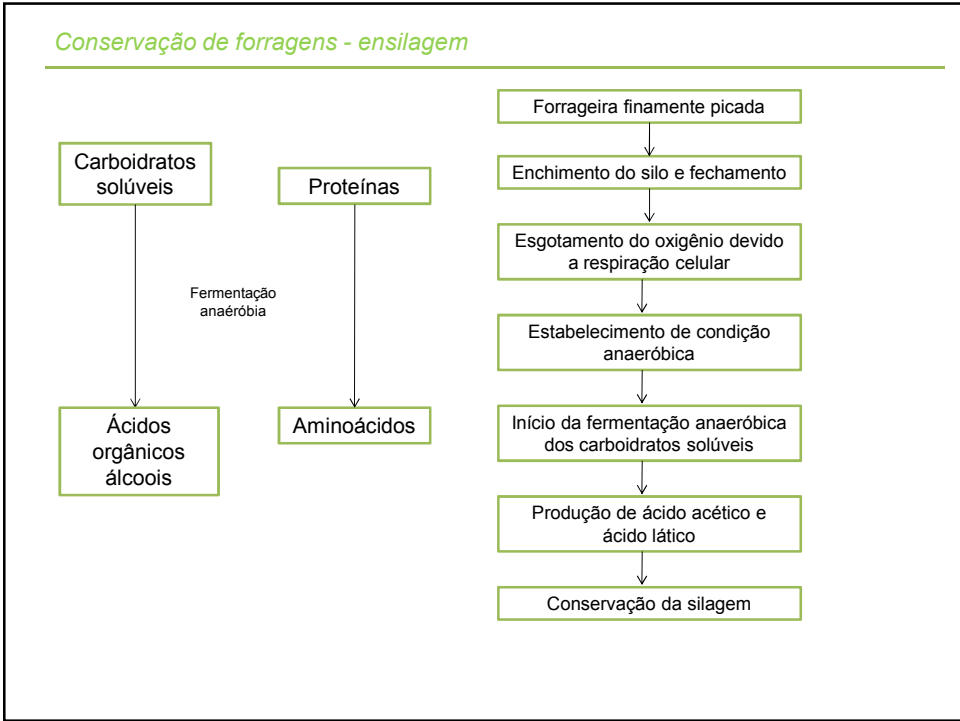 Conservação de forragens - ensilagem
Carboidratos
solúveis
Proteínas
Fermentação
anaéróbia
Ácidos
orgânicos
álcoois
Aminoácidos
Forrageira finamente picada
Enchimento do silo e fechamento
Esgotamento do oxigênio devido
a respiração celular
Estabelecimento de condição
anaeróbica
Início da fermentação anaeróbica
dos carboidratos solúveis
Produção de ácido acético e
ácido lático
Conservação da silagem